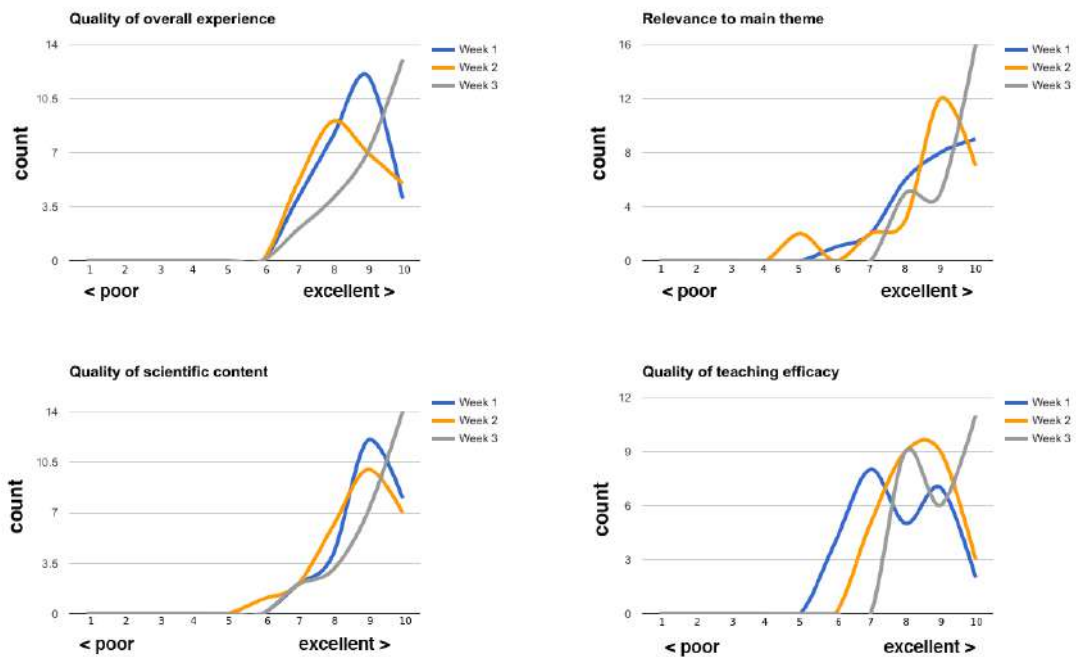 Quality of overall experience
14
10.5
7
3.5
0
count
1 2 3 4 5 6 7 8 9 10
< poor excellent >
Week 1
Week 2
Week 3
Relevance to main theme
16
12
8
4
0
count
1 2 3 4 5 6 7 8 9 10
< poor excellent >
Week 1
Week 2
Week 3
Quality of scientific content
14
10.5
7
3.5
0
count
1 2 3 4 5 6 7 8 9 10
< poor excellent >
Week 1
Week 2
Week 3
Quality of teaching efficacy
12
9
6
3
0
count
1 2 3 4 5 6 7 8 9 10
< poor excellent >
Week 1
Week 2
Week 3